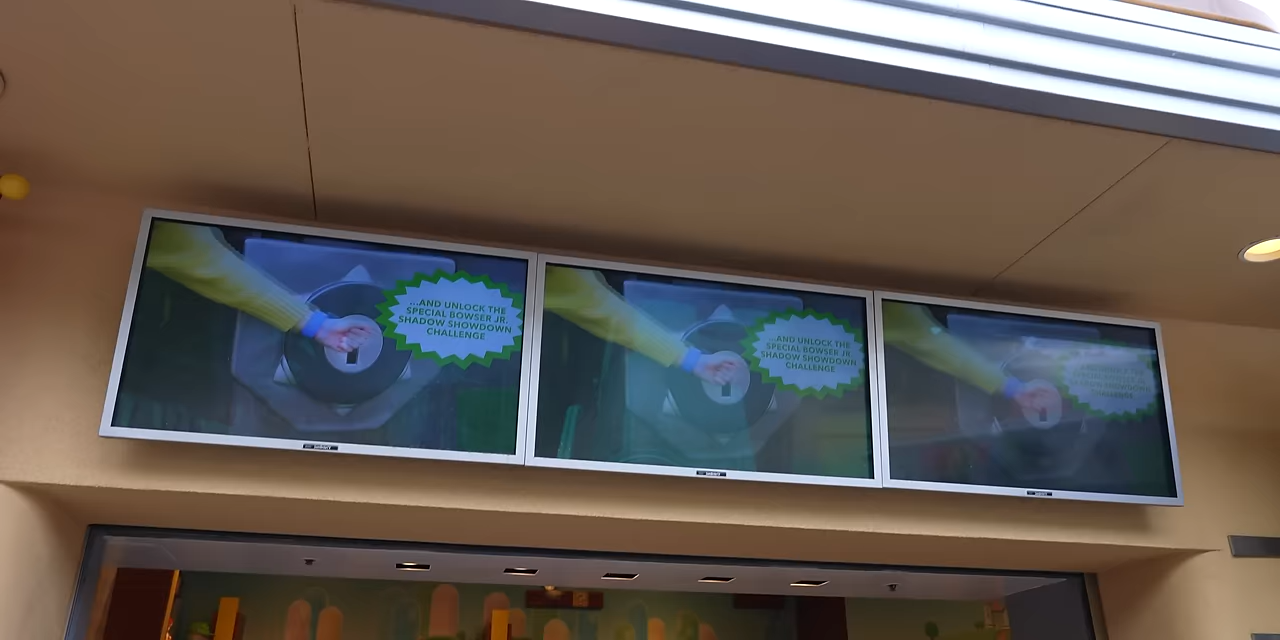 ...AND UNLOCK THE
SPECIAL BOWSER JR.
SHADOW SHOWDOWN
CHALLENGE
...AND UNLOCK THE
SPECIAL BOWSER JR.
SHADOW SHOWDOWN
CHALLENGE